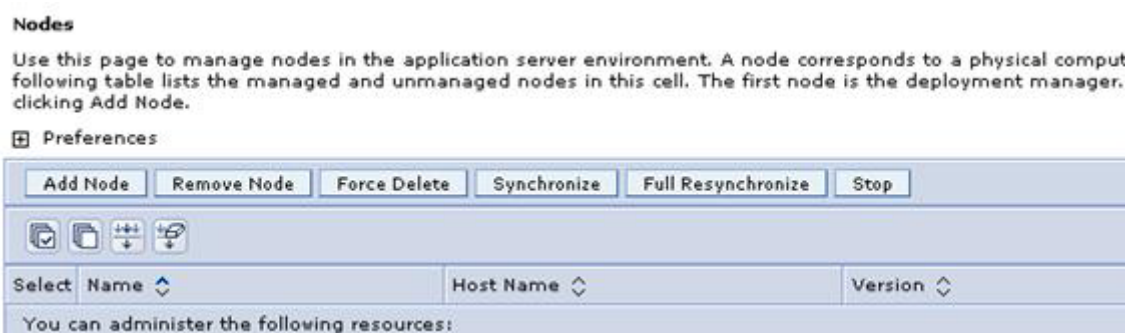 Nodes
Use this page to manage nodes in the application server environment. A node corresponds to a physical comput
following table lists the managed and unmanaged nodes in this cell. The first node is the deployment manager.
clicking Add Node.
Preferences
Add Node Remove Node Force Delete Synchronize Full Resynchronize Stop
Select Name Host Name Version
You can administer the following resources: